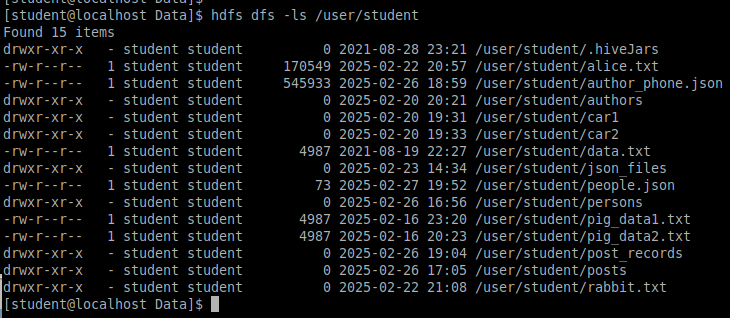 [student@localhost Data]$ hdfs dfs -ls /user/student
Found 15 items
drwxr-xr-x   - student student          0 2021-08-28 23:21 /user/student/.hiveJars
-rw-r--r--   1 student student     170549 2025-02-22 20:57 /user/student/alice.txt
-rw-r--r--   1 student student     545933 2025-02-26 18:59 /user/student/author_phone.json
drwxr-xr-x   - student student          0 2025-02-20 20:21 /user/student/authors
drwxr-xr-x   - student student          0 2025-02-20 19:31 /user/student/car1
drwxr-xr-x   - student student          0 2025-02-20 19:33 /user/student/car2
-rw-r--r--   1 student student       4987 2021-08-19 22:27 /user/student/data.txt
drwxr-xr-x   - student student          0 2025-02-23 14:34 /user/student/json_files
-rw-r--r--   1 student student         73 2025-02-27 19:52 /user/student/people.json
drwxr-xr-x   - student student          0 2025-02-26 16:56 /user/student/persons
-rw-r--r--   1 student student       4987 2025-02-16 23:20 /user/student/pig_data1.txt
-rw-r--r--   1 student student       4987 2025-02-16 20:23 /user/student/pig_data2.txt
drwxr-xr-x   - student student          0 2025-02-26 19:04 /user/student/post_records
drwxr-xr-x   - student student          0 2025-02-26 17:05 /user/student/posts
drwxr-xr-x   - student student          0 2025-02-22 21:08 /user/student/rabbit.txt
[student@localhost Data]$